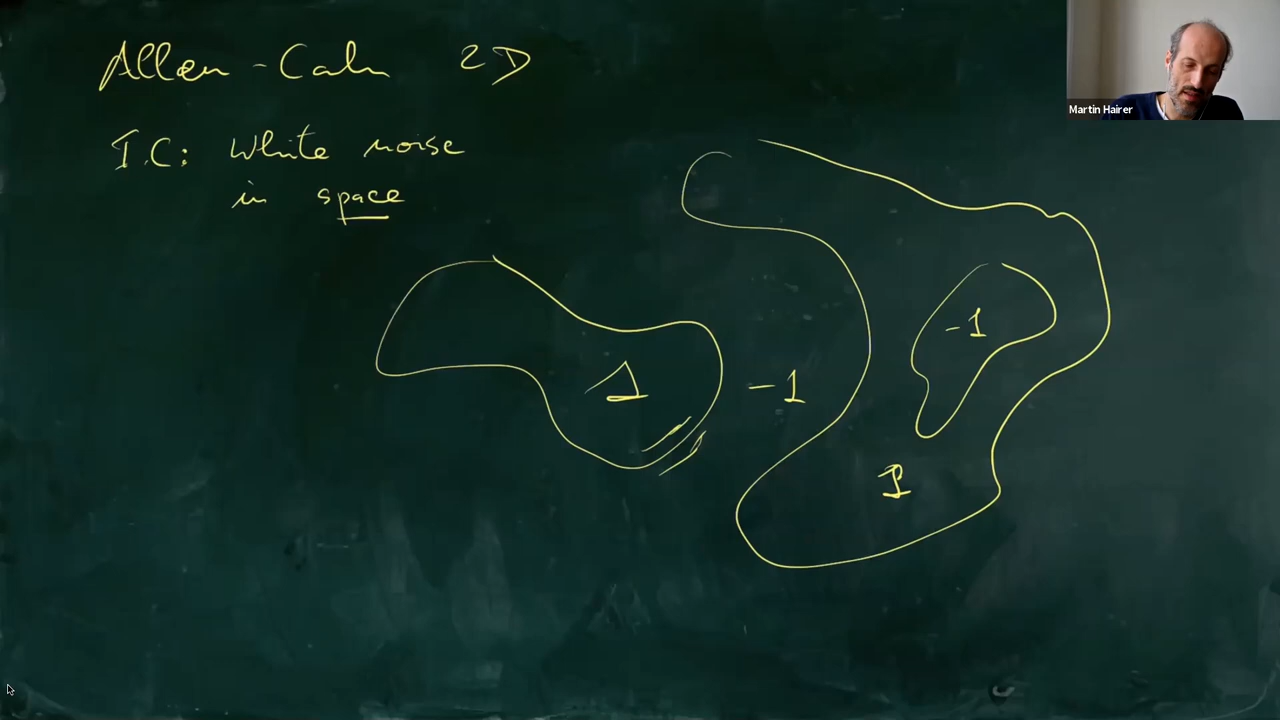 Allen-Cahn 2D
I.C: White noise
in space
1
-1
-1
1
Martin Hairer